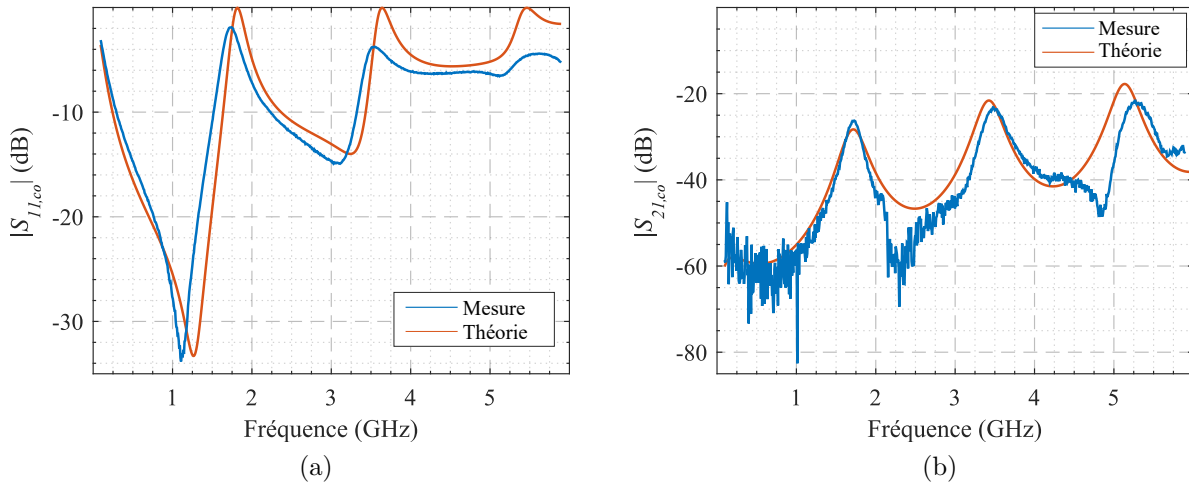 |S11,co| (dB)
-10
-20
-30
1
2
3
4
5
Fréquence (GHz)
Mesure
Théorie
(a)
|S21,co| (dB)
-20
-40
-60
-80
1
2
3
4
5
Fréquence (GHz)
Mesure
Théorie
(b)